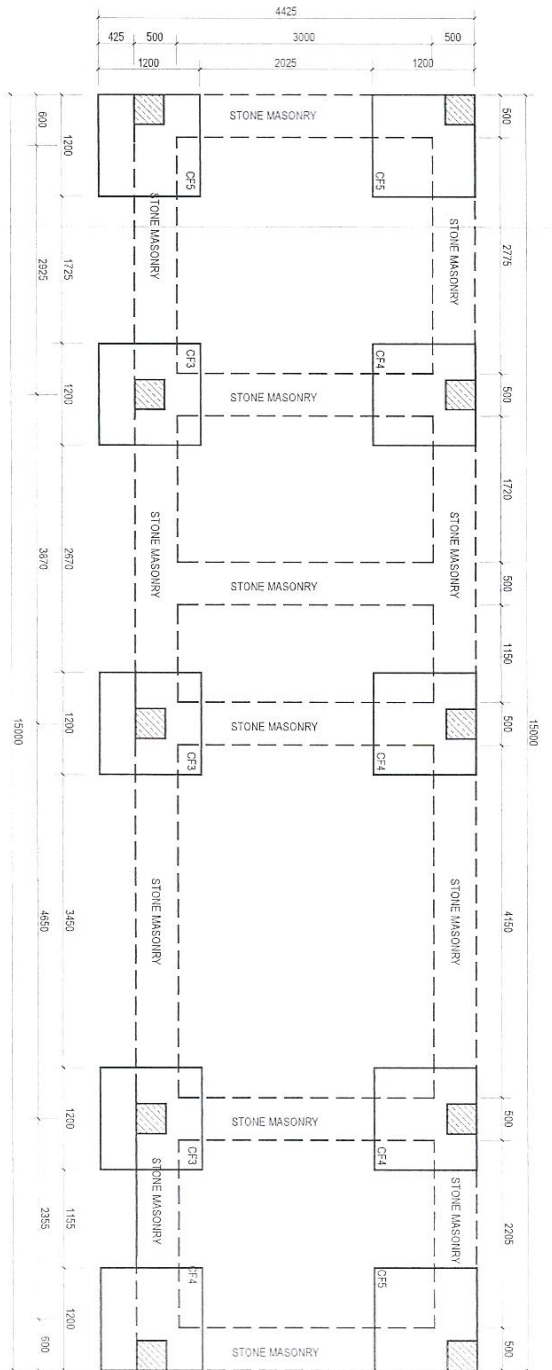 4425
425 500 3000 500
1200 2025 1200
STONE MASONRY
600
1200
500
CF5
CF5
STONE MASONRY
STONE MASONRY
2925
1725
2775
CF3
CF4
1200
STONE MASONRY
500
1720
STONE MASONRY
STONE MASONRY
3870
2670
STONE MASONRY
500
1150
15000
1200
STONE MASONRY
500
15000
CF3
CF4
STONE MASONRY
STONE MASONRY
4650
3450
4150
1200
STONE MASONRY
500
CF3
CF4
STONE MASONRY
STONE MASONRY
2355
1155
2205
CF4
CF5
600
1200
STONE MASONRY
500